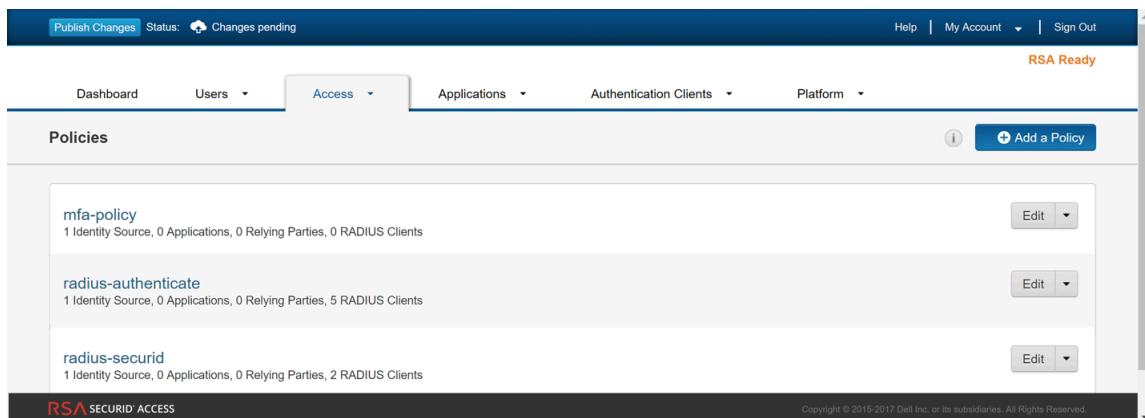 Publish Changes Status: Changes pending Help My Account Sign Out
RSA Ready
Dashboard Users Access Applications Authentication Clients Platform
Policies i Add a Policy
mfa-policy
1 Identity Source, 0 Applications, 0 Relying Parties, 0 RADIUS Clients
Edit
radius-authenticate
1 Identity Source, 0 Applications, 0 Relying Parties, 5 RADIUS Clients
Edit
radius-securid
1 Identity Source, 0 Applications, 0 Relying Parties, 2 RADIUS Clients
Edit
RSA SECURID® ACCESS Copyright © 2015-2017 Dell Inc. or its subsidiaries. All Rights Reserved.